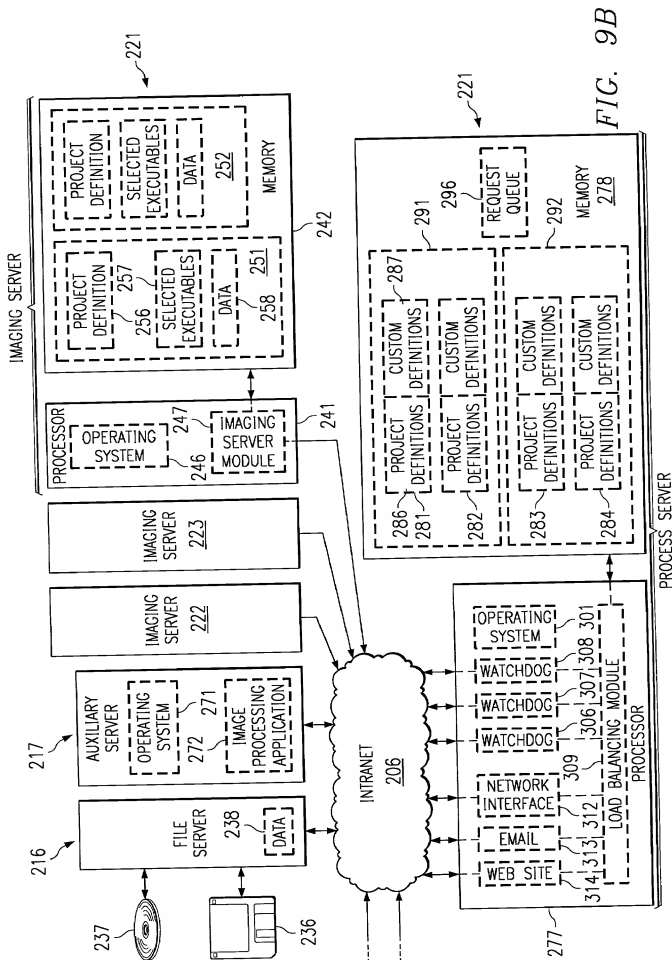 IMAGING SERVER
221
PROJECT
DEFINITION
256
257
SELECTED
EXECUTABLES
DATA
258
251
PROJECT
DEFINITION
SELECTED
EXECUTABLES
DATA
252
MEMORY
242
PROCESSOR
OPERATING
SYSTEM
246
247
IMAGING
SERVER
MODULE
241
IMAGING
SERVER
223
IMAGING
SERVER
222
217
AUXILIARY
SERVER
OPERATING
SYSTEM
271
272
IMAGE
PROCESSING
APPLICATION
216
FILE
SERVER
238
DATA
237
236
INTRANET
206
221
296
REQUEST
QUEUE
MEMORY
278
291
287
PROJECT
DEFINITIONS
CUSTOM
DEFINITIONS
286
281
PROJECT
DEFINITIONS
CUSTOM
DEFINITIONS
282
292
PROJECT
DEFINITIONS
CUSTOM
DEFINITIONS
283
PROJECT
DEFINITIONS
CUSTOM
DEFINITIONS
284
OPERATING
SYSTEM
301
WATCHDOG
308
WATCHDOG
307
WATCHDOG
306
309
NETWORK
INTERFACE
312
EMAIL
313
WEB SITE
314
LOAD BALANCING MODULE
PROCESSOR
277
PROCESS SERVER
FIG. 9B